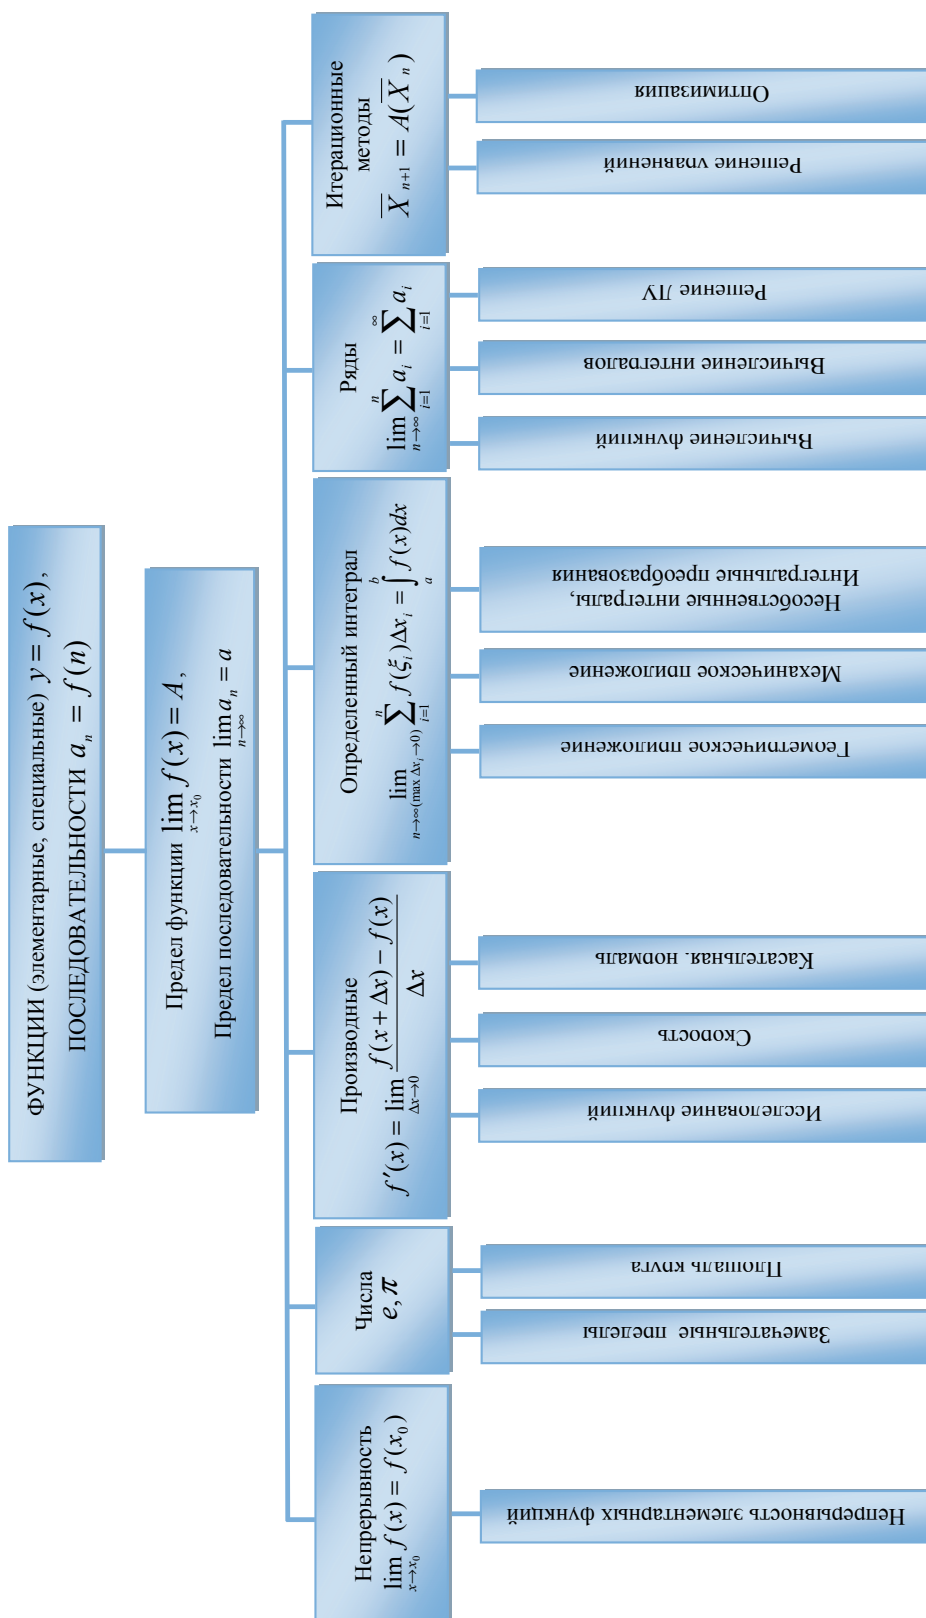 ФУНКЦИИ (элементарные, специальные) y = f(x),
ПОСЛЕДОВАТЕЛЬНОСТИ a_n = f(n)
Предел функции lim_{x→x_0} f(x) = A,
Предел последовательности lim_{n→∞} a_n = a
Непрерывность
lim_{x→x_0} f(x) = f(x_0)
Непрерывность элементарных функций
Числа
e, π
Замечательные пределы
Площадь круга
Производные
f′(x) = lim_{Δx→0} \frac{f(x + Δx) − f(x)}{Δx}
Исследование функций
Скорость
Касательная. нормаль
Определенный интеграл
lim_{n→∞(max Δx_i→0)} ∑_{i=1}^{n} f(ξ_i)Δx_i = ∫_a^b f(x)dx
Геометрическое приложение
Механическое приложение
Несобственные интегралы,
Интегральные преобразования
Ряды
lim_{n→∞} ∑_{i=1}^{n} a_i = ∑_{i=1}^{∞} a_i
Вычисление функций
Вычисление интегралов
Решение ДУ
Итерационные
методы
\overline{X}_{n+1} = A(\overline{X}_n)
Решение уравнений
Оптимизация